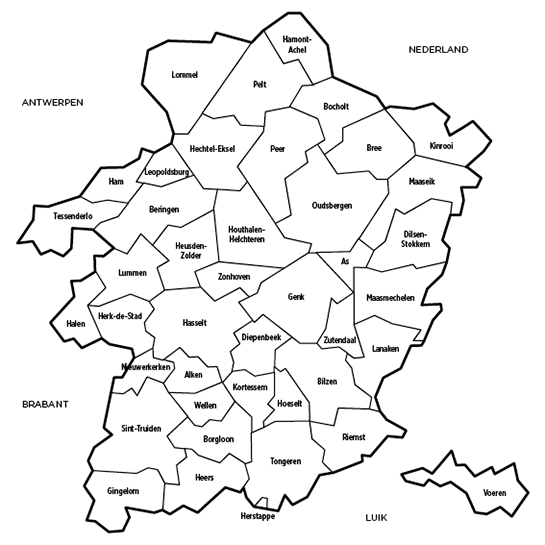 Hamont-
Achel
NEDERLAND
Lommel
Pelt
ANTWERPEN
Bocholt
Hechtel-Eksel
Peer
Bree
Kinrooi
Leopoldsburg
Ham
Maaseik
Tessenderlo
Beringen
Oudsbergen
Houthalen-
Helchteren
Dilsen-
Stokkem
Heusden-
Zolder
As
Lummen
Zonhoven
Genk
Maasmechelen
Halen
Herk-de-Stad
Hasselt
Diepenbeek
Zutendaal
Lanaken
Nieuwerkerken
Alken
Kortessem
Bilzen
BRABANT
Wellen
Hoeselt
Sint-Truiden
Borgloon
Riemst
Tongeren
Heers
Gingelom
Voeren
Herstappe
LUIK